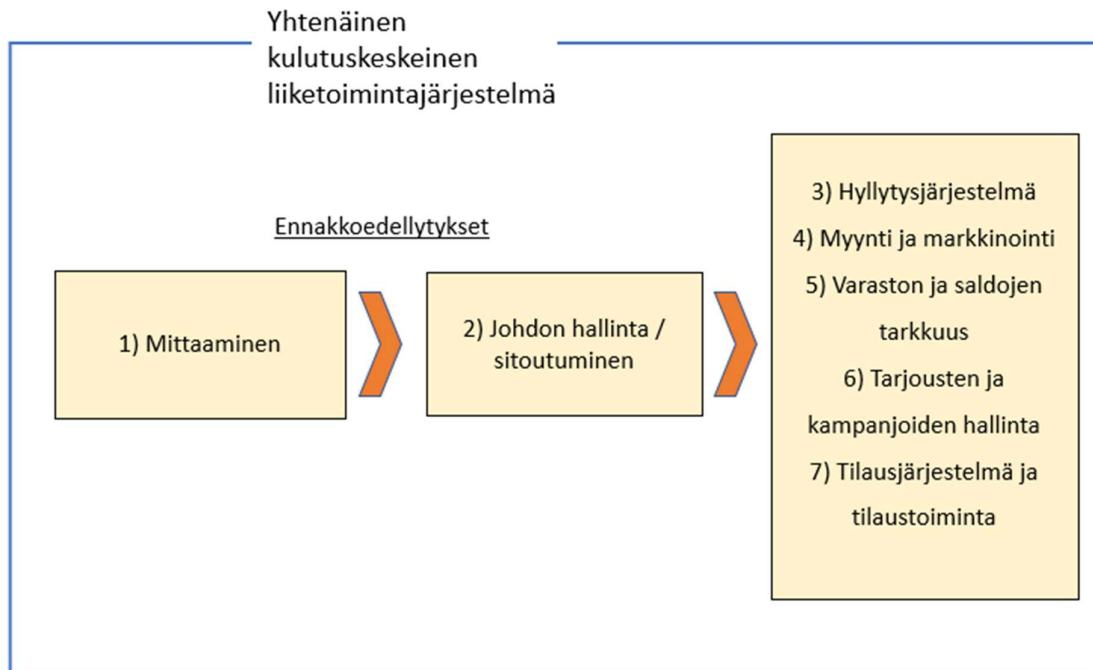 Yhtenäinen
kulutuskeskeinen
liiketoimintajärjestelmä
Ennakkoedellytykset
1) Mittaaminen
2) Johdon hallinta /
sitoutuminen
3) Hyllytysjärjestelmä
4) Myynti ja markkinointi
5) Varaston ja saldojen
tarkkuus
6) Tarjousten ja
kampanjoiden hallinta
7) Tilausjärjestelmä ja
tilaustoiminta